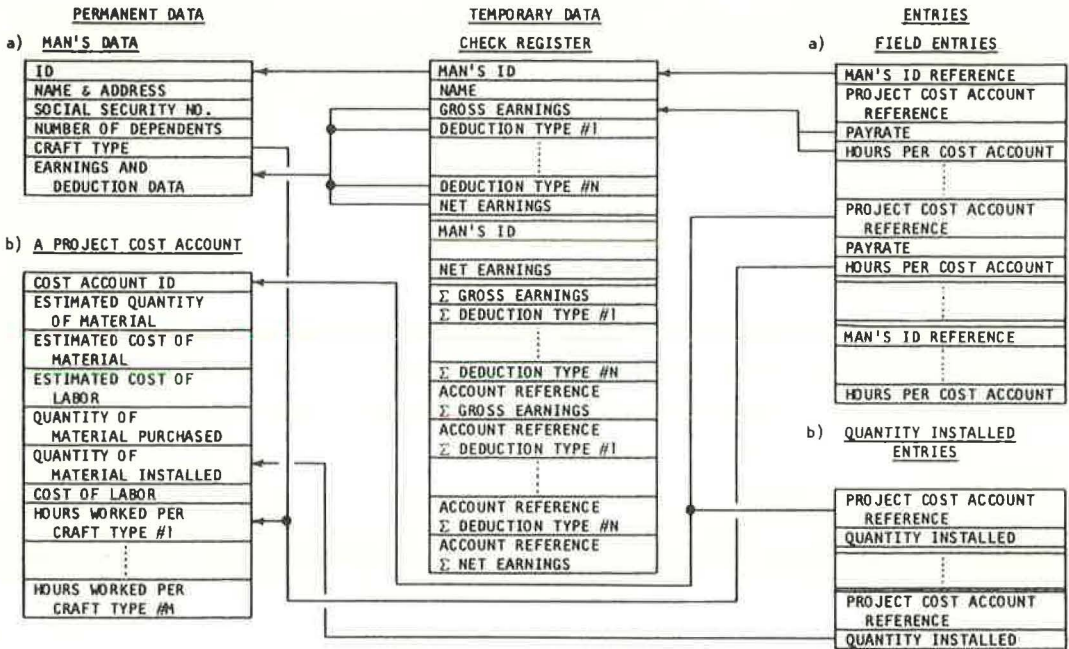 PERMANENT DATA
a) MAN'S DATA
ID
NAME & ADDRESS
SOCIAL SECURITY NO.
NUMBER OF DEPENDENTS
CRAFT TYPE
EARNINGS AND
DEDUCTION DATA
b) A PROJECT COST ACCOUNT
COST ACCOUNT ID
ESTIMATED QUANTITY
OF MATERIAL
ESTIMATED COST OF
MATERIAL
ESTIMATED COST OF
LABOR
QUANTITY OF
MATERIAL PURCHASED
QUANTITY OF
MATERIAL INSTALLED
COST OF LABOR
HOURS WORKED PER
CRAFT TYPE #1
HOURS WORKED PER
CRAFT TYPE #M
TEMPORARY DATA
CHECK REGISTER
MAN'S ID
NAME
GROSS EARNINGS
DEDUCTION TYPE #1
DEDUCTION TYPE #N
NET EARNINGS
MAN'S ID
NET EARNINGS
Σ GROSS EARNINGS
Σ DEDUCTION TYPE #1
Σ DEDUCTION TYPE #N
ACCOUNT REFERENCE
Σ GROSS EARNINGS
ACCOUNT REFERENCE
Σ DEDUCTION TYPE #1
ACCOUNT REFERENCE
Σ DEDUCTION TYPE #N
ACCOUNT REFERENCE
Σ NET EARNINGS
ENTRIES
a) FIELD ENTRIES
MAN'S ID REFERENCE
PROJECT COST ACCOUNT
REFERENCE
PAYRATE
HOURS PER COST ACCOUNT
PROJECT COST ACCOUNT
REFERENCE
PAYRATE
HOURS PER COST ACCOUNT
MAN'S ID REFERENCE
HOURS PER COST ACCOUNT
b) QUANTITY INSTALLED
ENTRIES
PROJECT COST ACCOUNT
REFERENCE
QUANTITY INSTALLED
PROJECT COST ACCOUNT
REFERENCE
QUANTITY INSTALLED